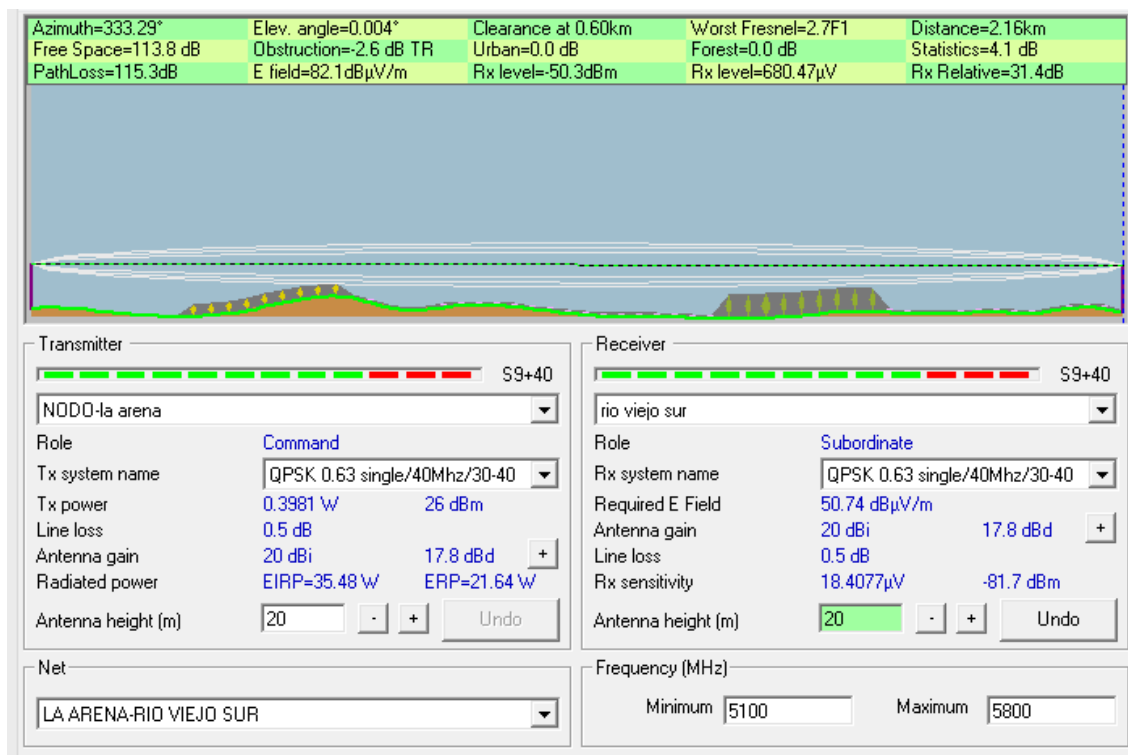 Azimuth=333.29° Elev. angle=0.004° Clearance at 0.60km Worst Fresnel=2.7F1 Distance=2.16km
Free Space=113.8 dB Obstruction=-2.6 dB TR Urban=0.0 dB Forest=0.0 dB Statistics=4.1 dB
PathLoss=115.3dB E field=82.1dBµV/m Rx level=-50.3dBm Rx level=680.47µV Rx Relative=31.4dB
Transmitter
S9+40
NODO-la arena
Role Command
Tx system name QPSK 0.63 single/40Mhz/30-40
Tx power 0.3981 W 26 dBm
Line loss 0.5 dB
Antenna gain 20 dBi 17.8 dBd +
Radiated power EIRP=35.48 W ERP=21.64 W
Antenna height (m) 20 - + Undo
Receiver
S9+40
rio viejo sur
Role Subordinate
Rx system name QPSK 0.63 single/40Mhz/30-40
Required E Field 50.74 dBµV/m
Antenna gain 20 dBi 17.8 dBd +
Line loss 0.5 dB
Rx sensitivity 18.4077µV -81.7 dBm
Antenna height (m) 20 - + Undo
Net
LA ARENA-RIO VIEJO SUR
Frequency (MHz)
Minimum 5100 Maximum 5800